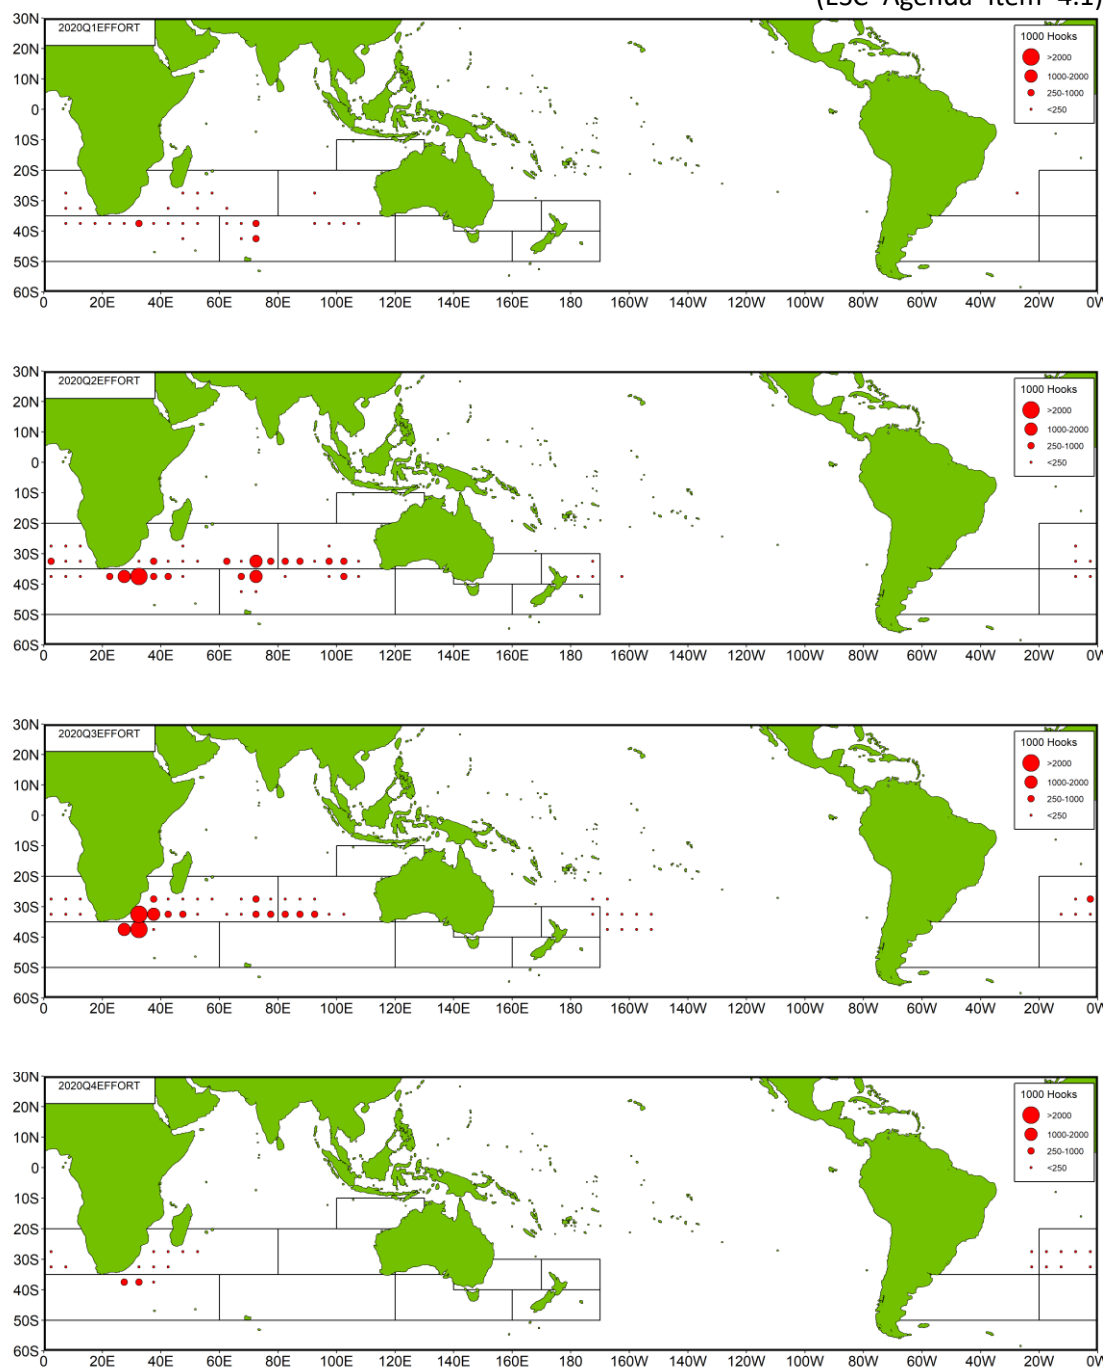 (ESC Agenda item 4.1)
30N
2020Q1EFFORT
1000 Hooks
>2000
1000-2000
250-1000
<250
20N
10N
0
10S
20S
30S
40S
50S
60S
0 20E 40E 60E 80E 100E 120E 140E 160E 180 160W 140W 120W 100W 80W 60W 40W 20W 0W
30N
2020Q2EFFORT
1000 Hooks
>2000
1000-2000
250-1000
<250
20N
10N
0
10S
20S
30S
40S
50S
60S
0 20E 40E 60E 80E 100E 120E 140E 160E 180 160W 140W 120W 100W 80W 60W 40W 20W 0W
30N
2020Q3EFFORT
1000 Hooks
>2000
1000-2000
250-1000
<250
20N
10N
0
10S
20S
30S
40S
50S
60S
0 20E 40E 60E 80E 100E 120E 140E 160E 180 160W 140W 120W 100W 80W 60W 40W 20W 0W
30N
2020Q4EFFORT
1000 Hooks
>2000
1000-2000
250-1000
<250
20N
10N
0
10S
20S
30S
40S
50S
60S
0 20E 40E 60E 80E 100E 120E 140E 160E 180 160W 140W 120W 100W 80W 60W 40W 20W 0W